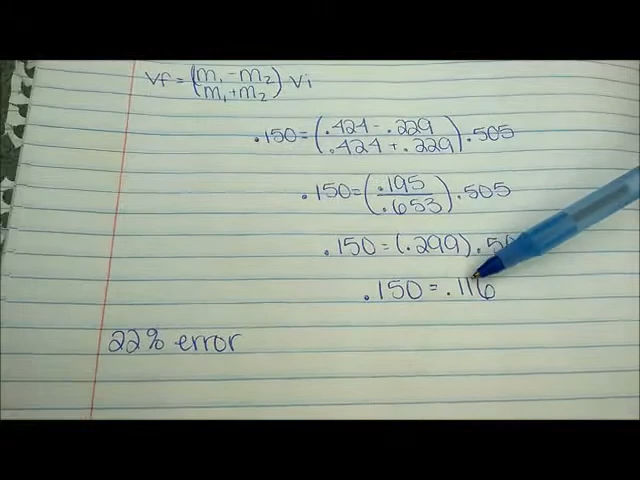 Vf = (m₁ - m₂ / m₁ + m₂) Vi
.150 = (.424 - .229 / .424 + .229) .505
.150 = (.195 / .653) .505
.150 = (.299) .50
.150 = .116
22% error